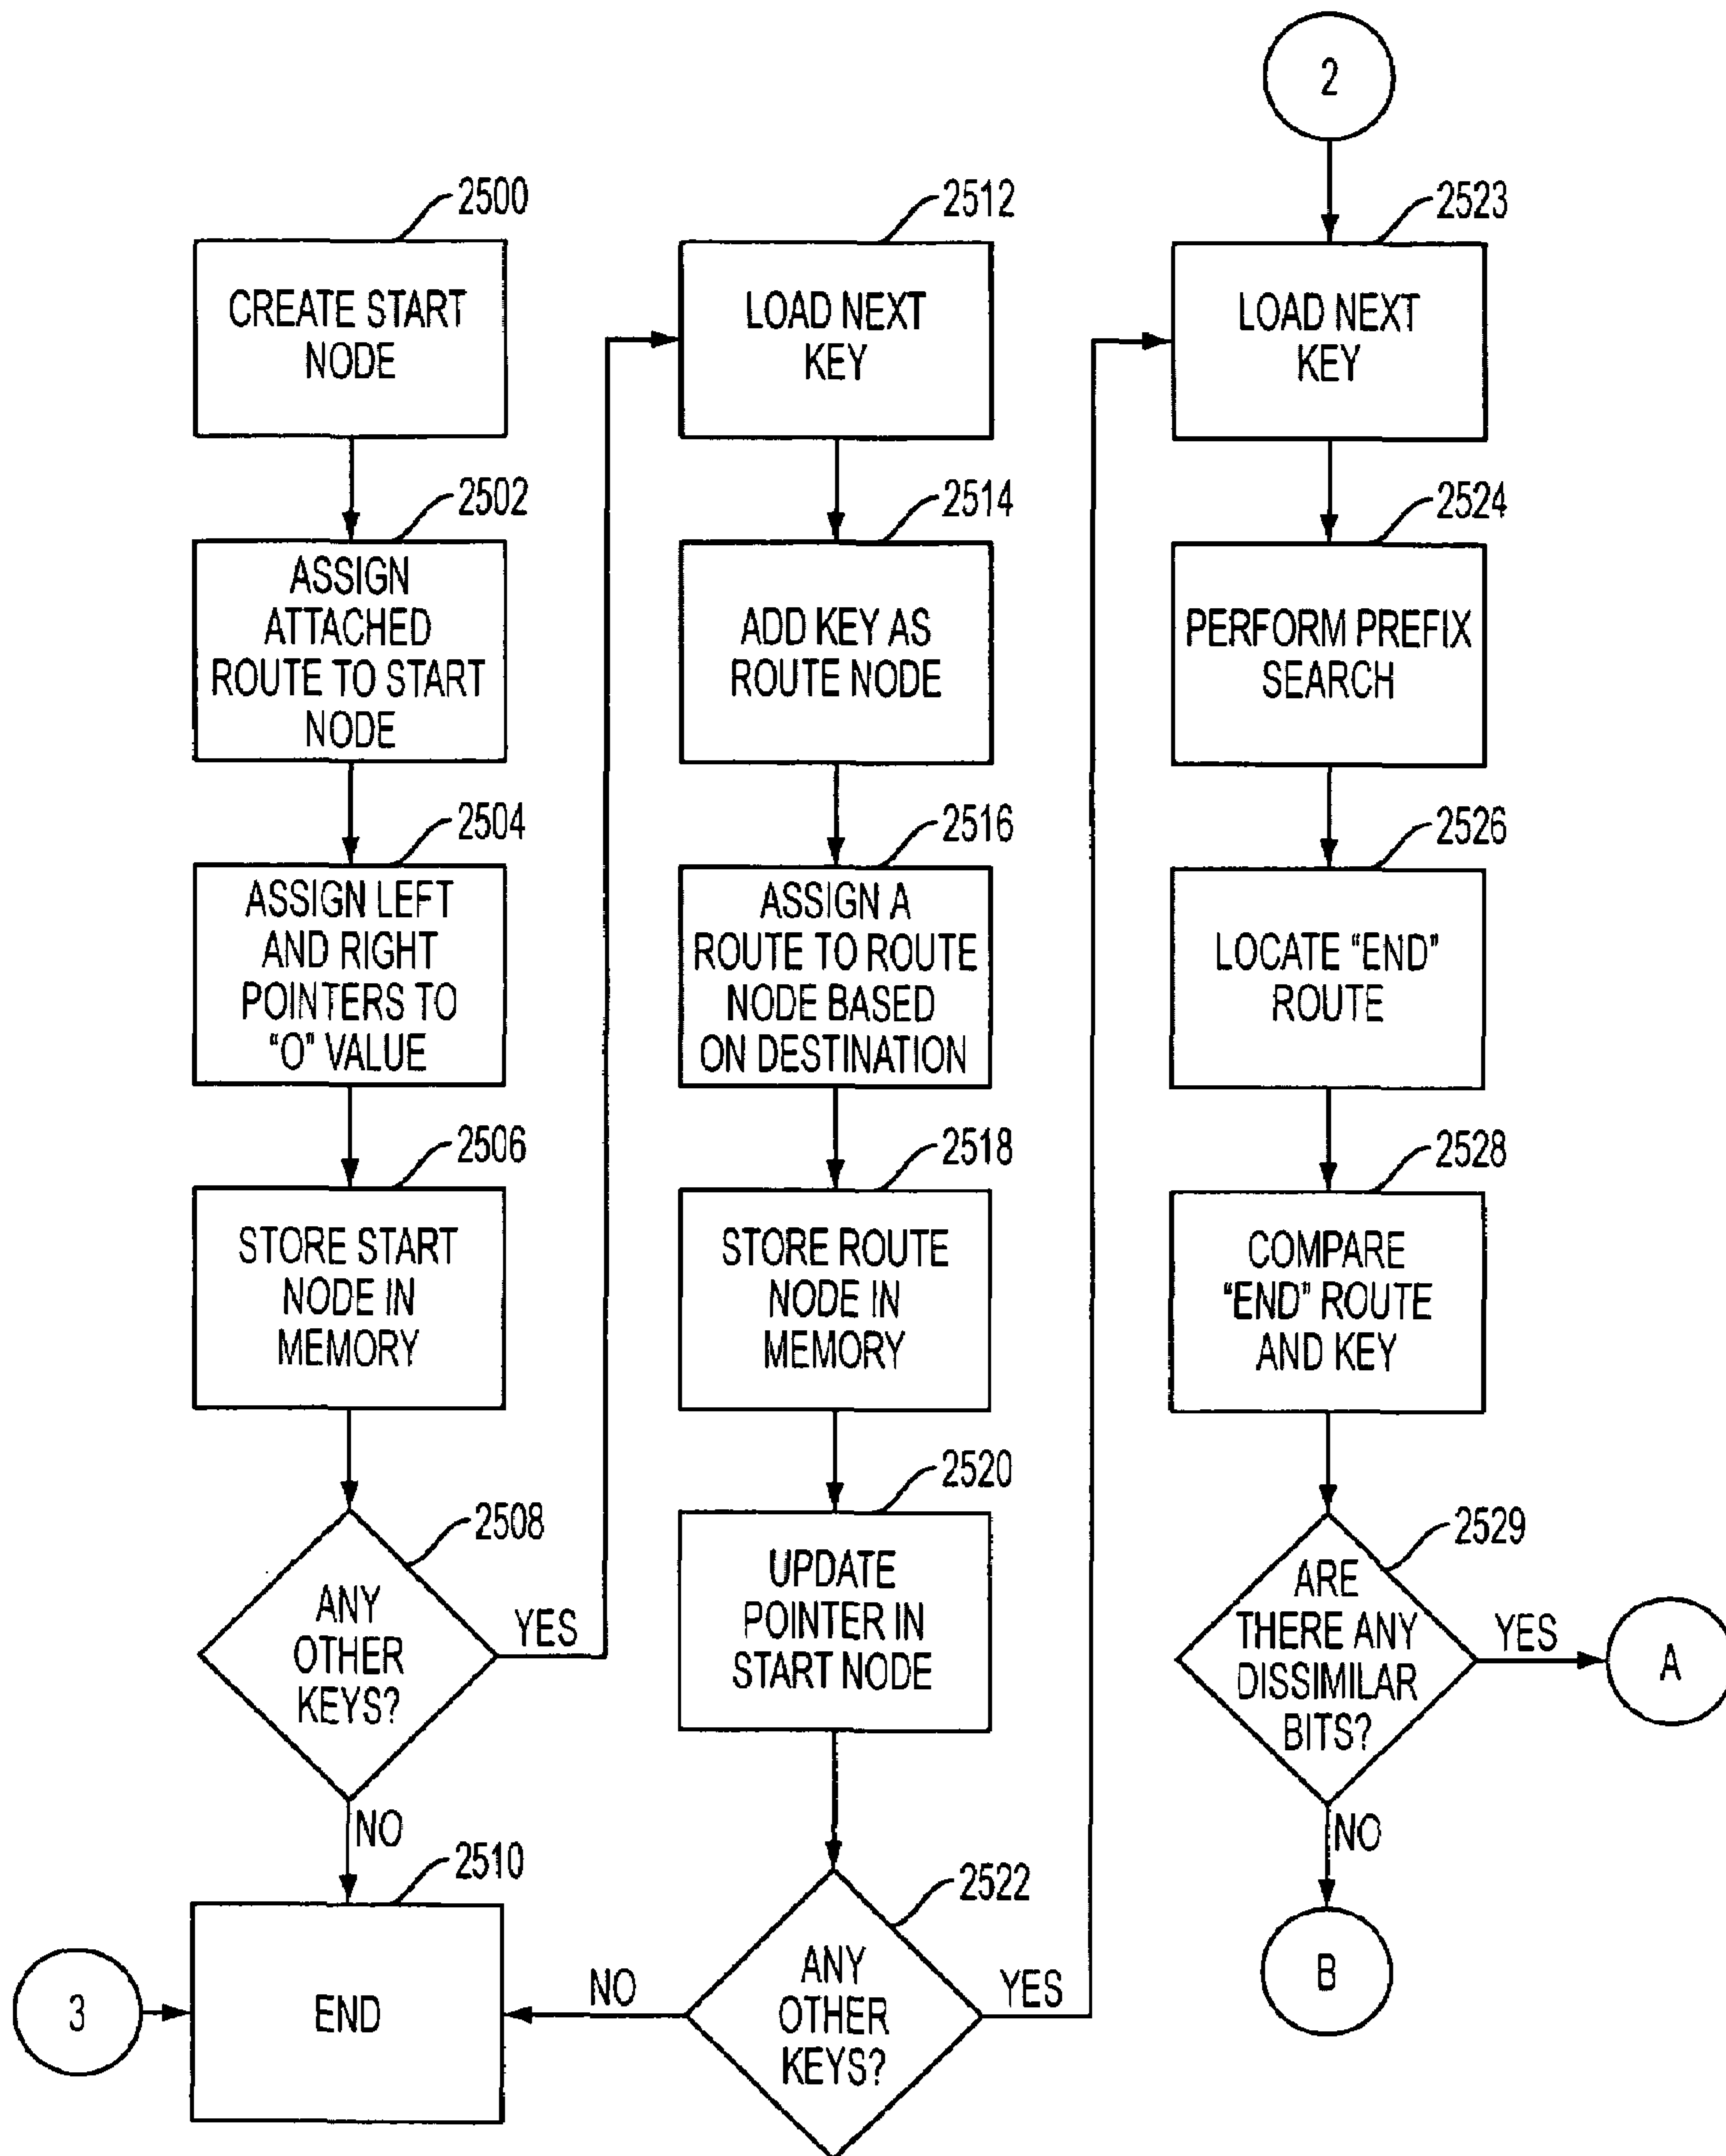 2500
CREATE START
NODE
2502
ASSIGN
ATTACHED
ROUTE TO START
NODE
2504
ASSIGN LEFT
AND RIGHT
POINTERS TO
"O" VALUE
2506
STORE START
NODE IN
MEMORY
2508
ANY
OTHER
KEYS?
YES
NO
2510
END
3
2512
LOAD NEXT
KEY
2514
ADD KEY AS
ROUTE NODE
2516
ASSIGN A
ROUTE TO ROUTE
NODE BASED
ON DESTINATION
2518
STORE ROUTE
NODE IN
MEMORY
2520
UPDATE
POINTER IN
START NODE
2522
ANY
OTHER
KEYS?
NO
YES
2
2523
LOAD NEXT
KEY
2524
PERFORM PREFIX
SEARCH
2526
LOCATE "END"
ROUTE
2528
COMPARE
"END" ROUTE
AND KEY
2529
ARE
THERE ANY
DISSIMILAR
BITS?
YES
A
NO
B